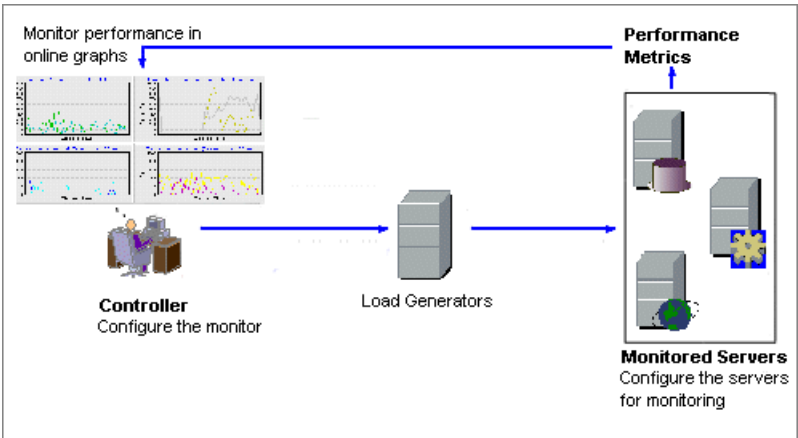 Monitor performance in
online graphs
Performance
Metrics
Controller
Configure the monitor
Load Generators
Monitored Servers
Configure the servers
for monitoring